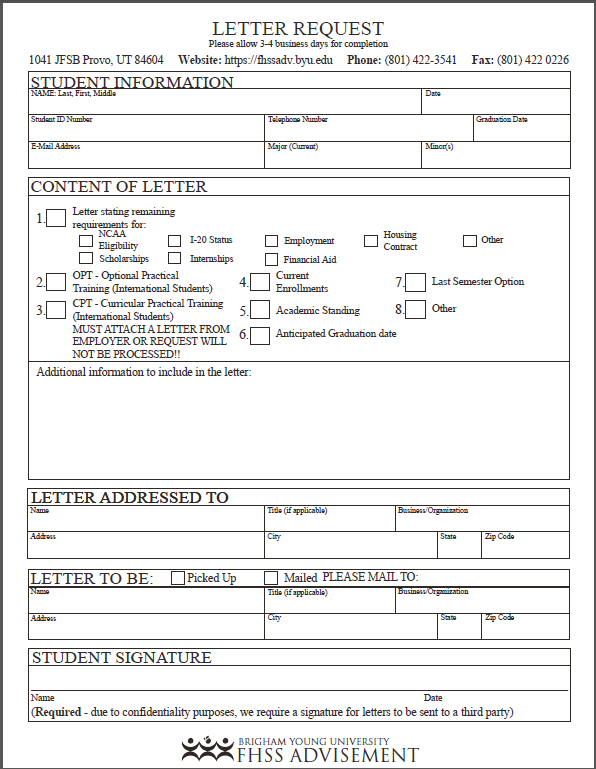 LETTER REQUEST
Please allow 3-4 business days for completion
1041 JFSB Provo, UT 84604 Website: https://fhssadv.byu.edu Phone: (801) 422-3541 Fax: (801) 422 0226
STUDENT INFORMATION
NAME: Last, First, Middle Date
Student ID Number Telephone Number Graduation Date
E-Mail Address Major (Current) Minor(s)
CONTENT OF LETTER
1. Letter stating remaining
requirements for:
NCAA
Eligibility
I-20 Status
Employment
Housing
Contract
Other
Scholarships
Internships
Financial Aid
2. OPT - Optional Practical
Training (International Students)
3. CPT - Curricular Practical Training
(International Students)
MUST ATTACH A LETTER FROM
EMPLOYER OR REQUEST WILL
NOT BE PROCESSED!!
4. Current
Enrollments
5. Academic Standing
6. Anticipated Graduation date
7. Last Semester Option
8. Other
Additional information to include in the letter:
LETTER ADDRESSED TO
Name Title (if applicable) Business/Organization
Address City State Zip Code
LETTER TO BE: Picked Up Mailed PLEASE MAIL TO:
Name Title (if applicable) Business/Organization
Address City State Zip Code
STUDENT SIGNATURE
Name Date
(Required - due to confidentiality purposes, we require a signature for letters to be sent to a third party)
BRIGHAM YOUNG UNIVERSITY
FHSS ADVISEMENT